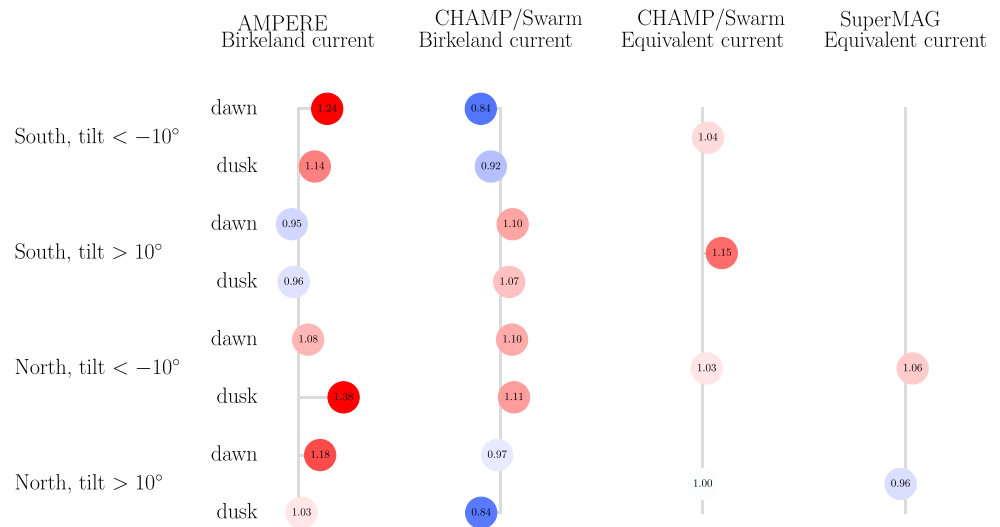 AMPERE
Birkeland current
CHAMP/Swarm
Birkeland current
CHAMP/Swarm
Equivalent current
SuperMAG
Equivalent current
South, tilt < −10°
dawn 1.24 0.84
1.04
dusk 1.14 0.92
South, tilt > 10°
dawn 0.95 1.10
1.15
dusk 0.96 1.07
North, tilt < −10°
dawn 1.08 1.10
1.03 1.06
dusk 1.38 1.11
North, tilt > 10°
dawn 1.18 0.97
1.00 0.96
dusk 1.03 0.84